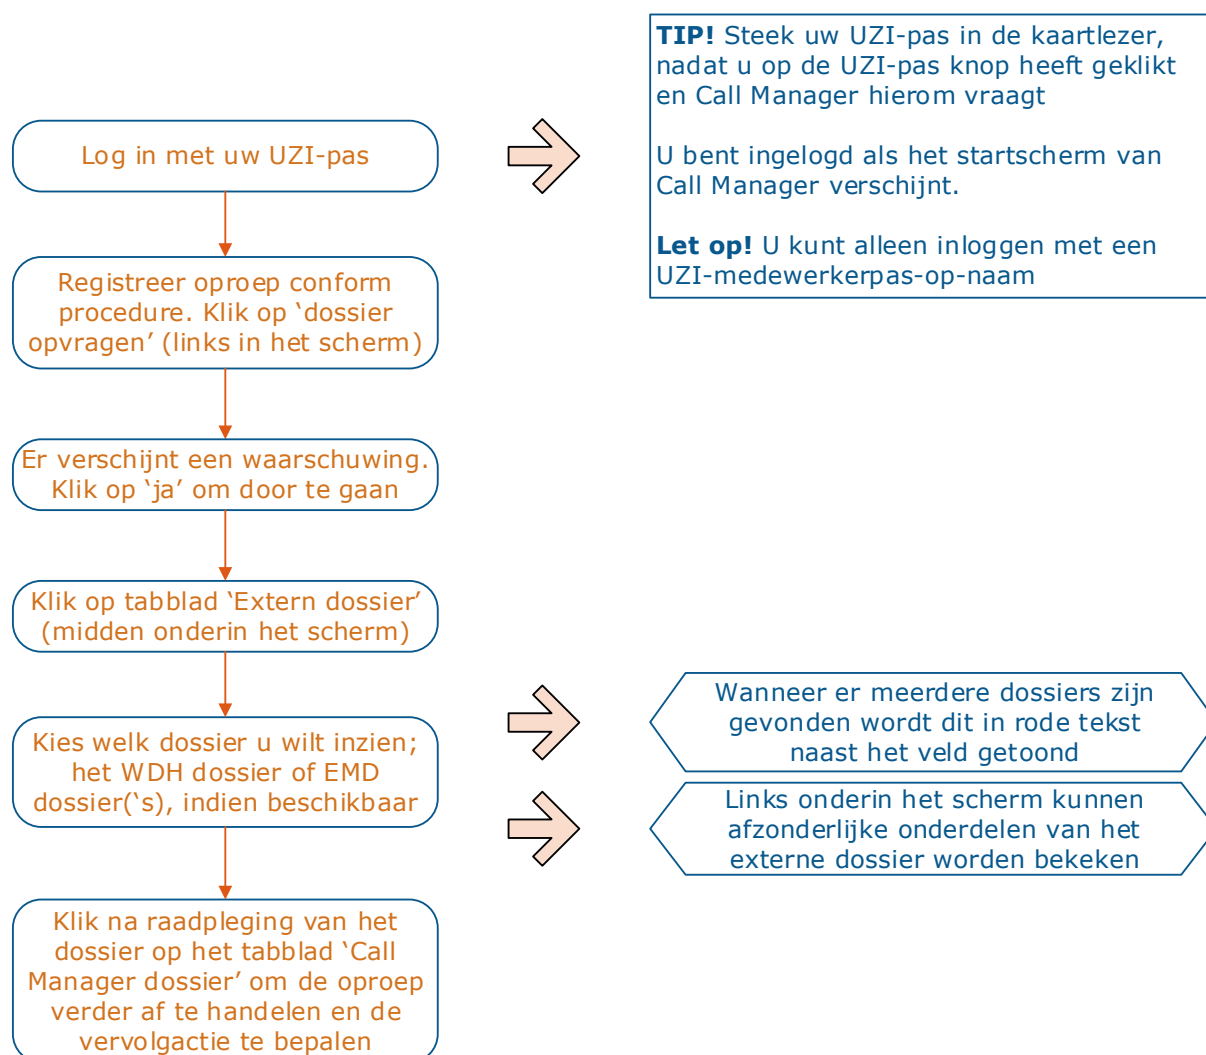 Log in met uw UZI-pas
TIP! Steek uw UZI-pas in de kaartlezer,
nadat u op de UZI-pas knop heeft geklikt
en Call Manager hierom vraagt
U bent ingelogd als het startscherm van
Call Manager verschijnt.
Let op! U kunt alleen inloggen met een
UZI-medewerkerpas-op-naam
Registreer oproep conform
procedure. Klik op ‘dossier
opvragen’ (links in het scherm)
Er verschijnt een waarschuwing.
Klik op ‘ja’ om door te gaan
Klik op tabblad ‘Extern dossier’
(midden onderin het scherm)
Kies welk dossier u wilt inzien;
het WDH dossier of EMD
dossier(‘s), indien beschikbaar
Wanneer er meerdere dossiers zijn
gevonden wordt dit in rode tekst
naast het veld getoond
Links onderin het scherm kunnen
afzonderlijke onderdelen van het
externe dossier worden bekeken
Klik na raadpleging van het
dossier op het tabblad ‘Call
Manager dossier’ om de oproep
verder af te handelen en de
vervolgactie te bepalen